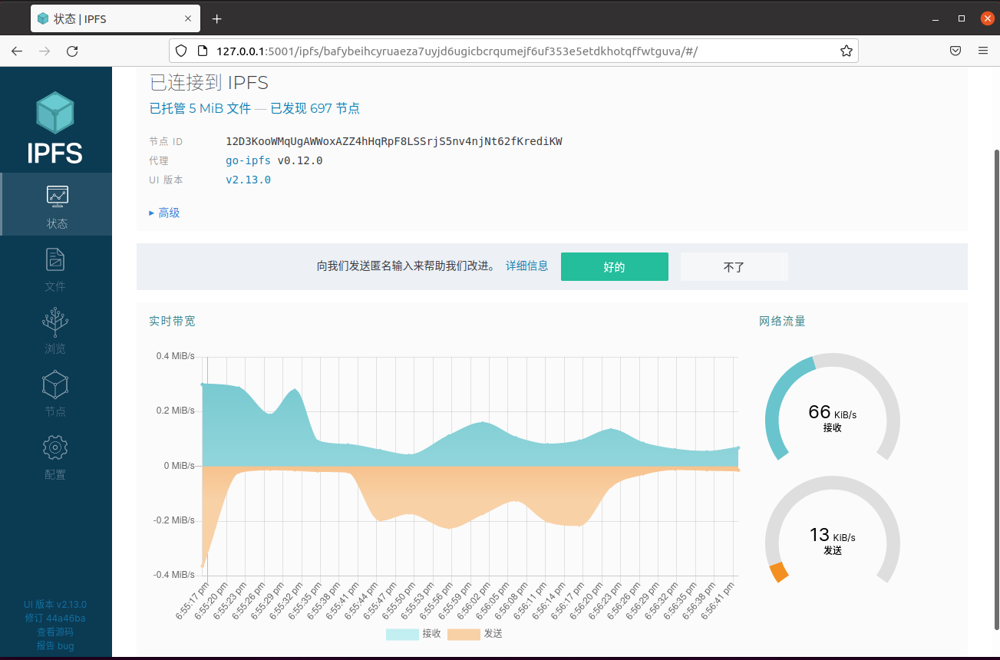 状态 | IPFS
127.0.0.1:5001/ipfs/bafybeihcyruaeza7uyjd6ugicbcrqumejf6uf353e5etdkhotqffwtguva/#/
IPFS
状态
文件
浏览
节点
配置
UI 版本 v2.13.0
修订 44a46ba
查看源码
报告 bug
已连接到 IPFS
已托管 5 MiB 文件 — 已发现 697 节点
节点 ID 12D3KooWMqUgAWWoxAZZ4hHqRpF8LSSrjS5nv4njNt62fKrediKW
代理 go-ipfs v0.12.0
UI 版本 v2.13.0
▸ 高级
向我们发送匿名输入来帮助我们改进。 详细信息 好的 不了
实时带宽
0.4 MiB/s
0.2 MiB/s
0 MiB/s
-0.2 MiB/s
-0.4 MiB/s
6:55:17 pm
6:55:20 pm
6:55:23 pm
6:55:26 pm
6:55:29 pm
6:55:32 pm
6:55:35 pm
6:55:38 pm
6:55:41 pm
6:55:44 pm
6:55:47 pm
6:55:50 pm
6:55:53 pm
6:55:56 pm
6:55:59 pm
6:56:02 pm
6:56:05 pm
6:56:08 pm
6:56:11 pm
6:56:14 pm
6:56:17 pm
6:56:20 pm
6:56:23 pm
6:56:26 pm
6:56:29 pm
6:56:32 pm
6:56:35 pm
6:56:38 pm
6:56:41 pm
接收 发送
网络流量
66 KiB/s
接收
13 KiB/s
发送